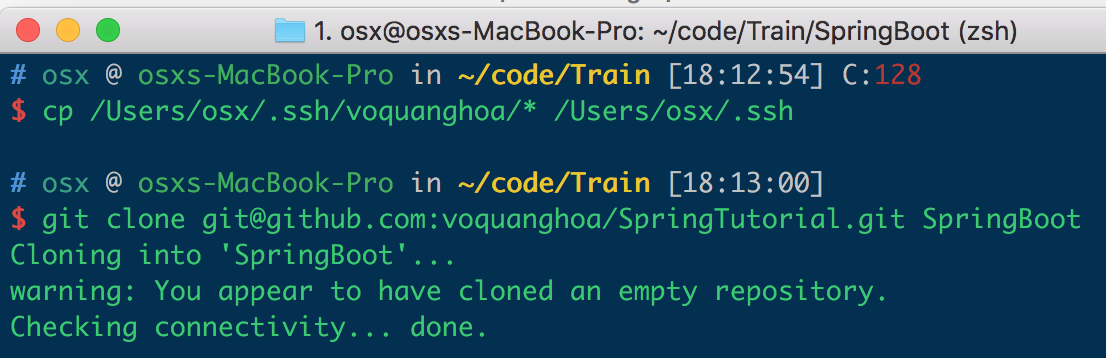 1. osx@osxs-MacBook-Pro: ~/code/Train/SpringBoot (zsh)
# osx @ osxs-MacBook-Pro in ~/code/Train [18:12:54] C:128
$ cp /Users/osx/.ssh/voquanghoa/* /Users/osx/.ssh
# osx @ osxs-MacBook-Pro in ~/code/Train [18:13:00]
$ git clone git@github.com:voquanghoa/SpringTutorial.git SpringBoot
Cloning into 'SpringBoot'...
warning: You appear to have cloned an empty repository.
Checking connectivity... done.